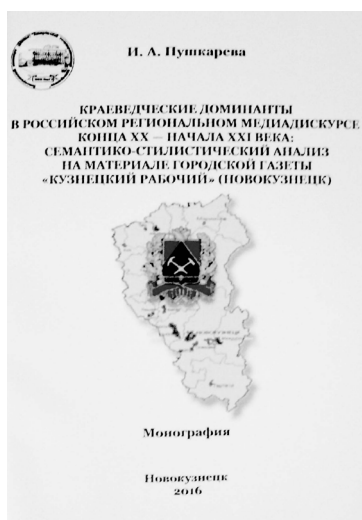 И. А. Пушкарева
КРАЕВЕДЧЕСКИЕ ДОМИНАНТЫ
В РОССИЙСКОМ РЕГИОНАЛЬНОМ МЕДИАДИСКУРСЕ
КОНЦА XX — НАЧАЛА XXI ВЕКА:
СЕМАНТИКО-СТИЛИСТИЧЕСКИЙ АНАЛИЗ
НА МАТЕРИАЛЕ ГОРОДСКОЙ ГАЗЕТЫ
«КУЗНЕЦКИЙ РАБОЧИЙ» (НОВОКУЗНЕЦК)
Монография
Новокузнецк
2016